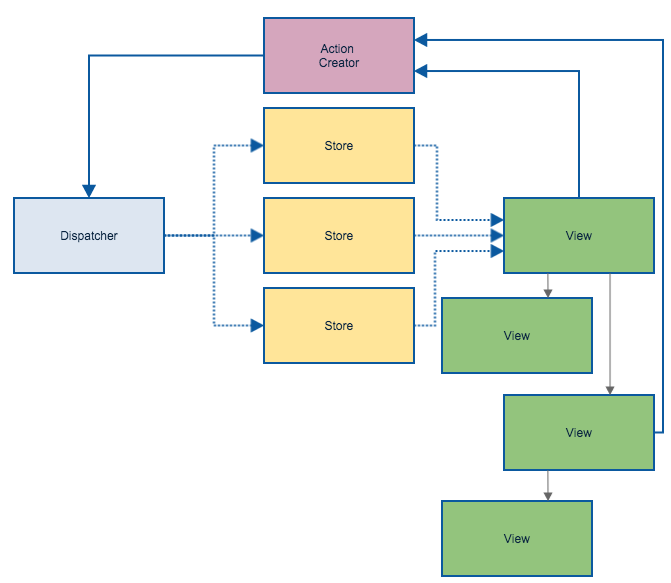 Action
Creator
Store
Dispatcher
Store
View
Store
View
View
View